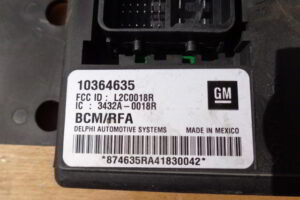 10364635
FCC ID : L2C0018R
IC : 3432A-0018R
GM
BCM/RFA
DELPHI AUTOMOTIVE SYSTEMS MADE IN MEXICO
*874635RA41830042*